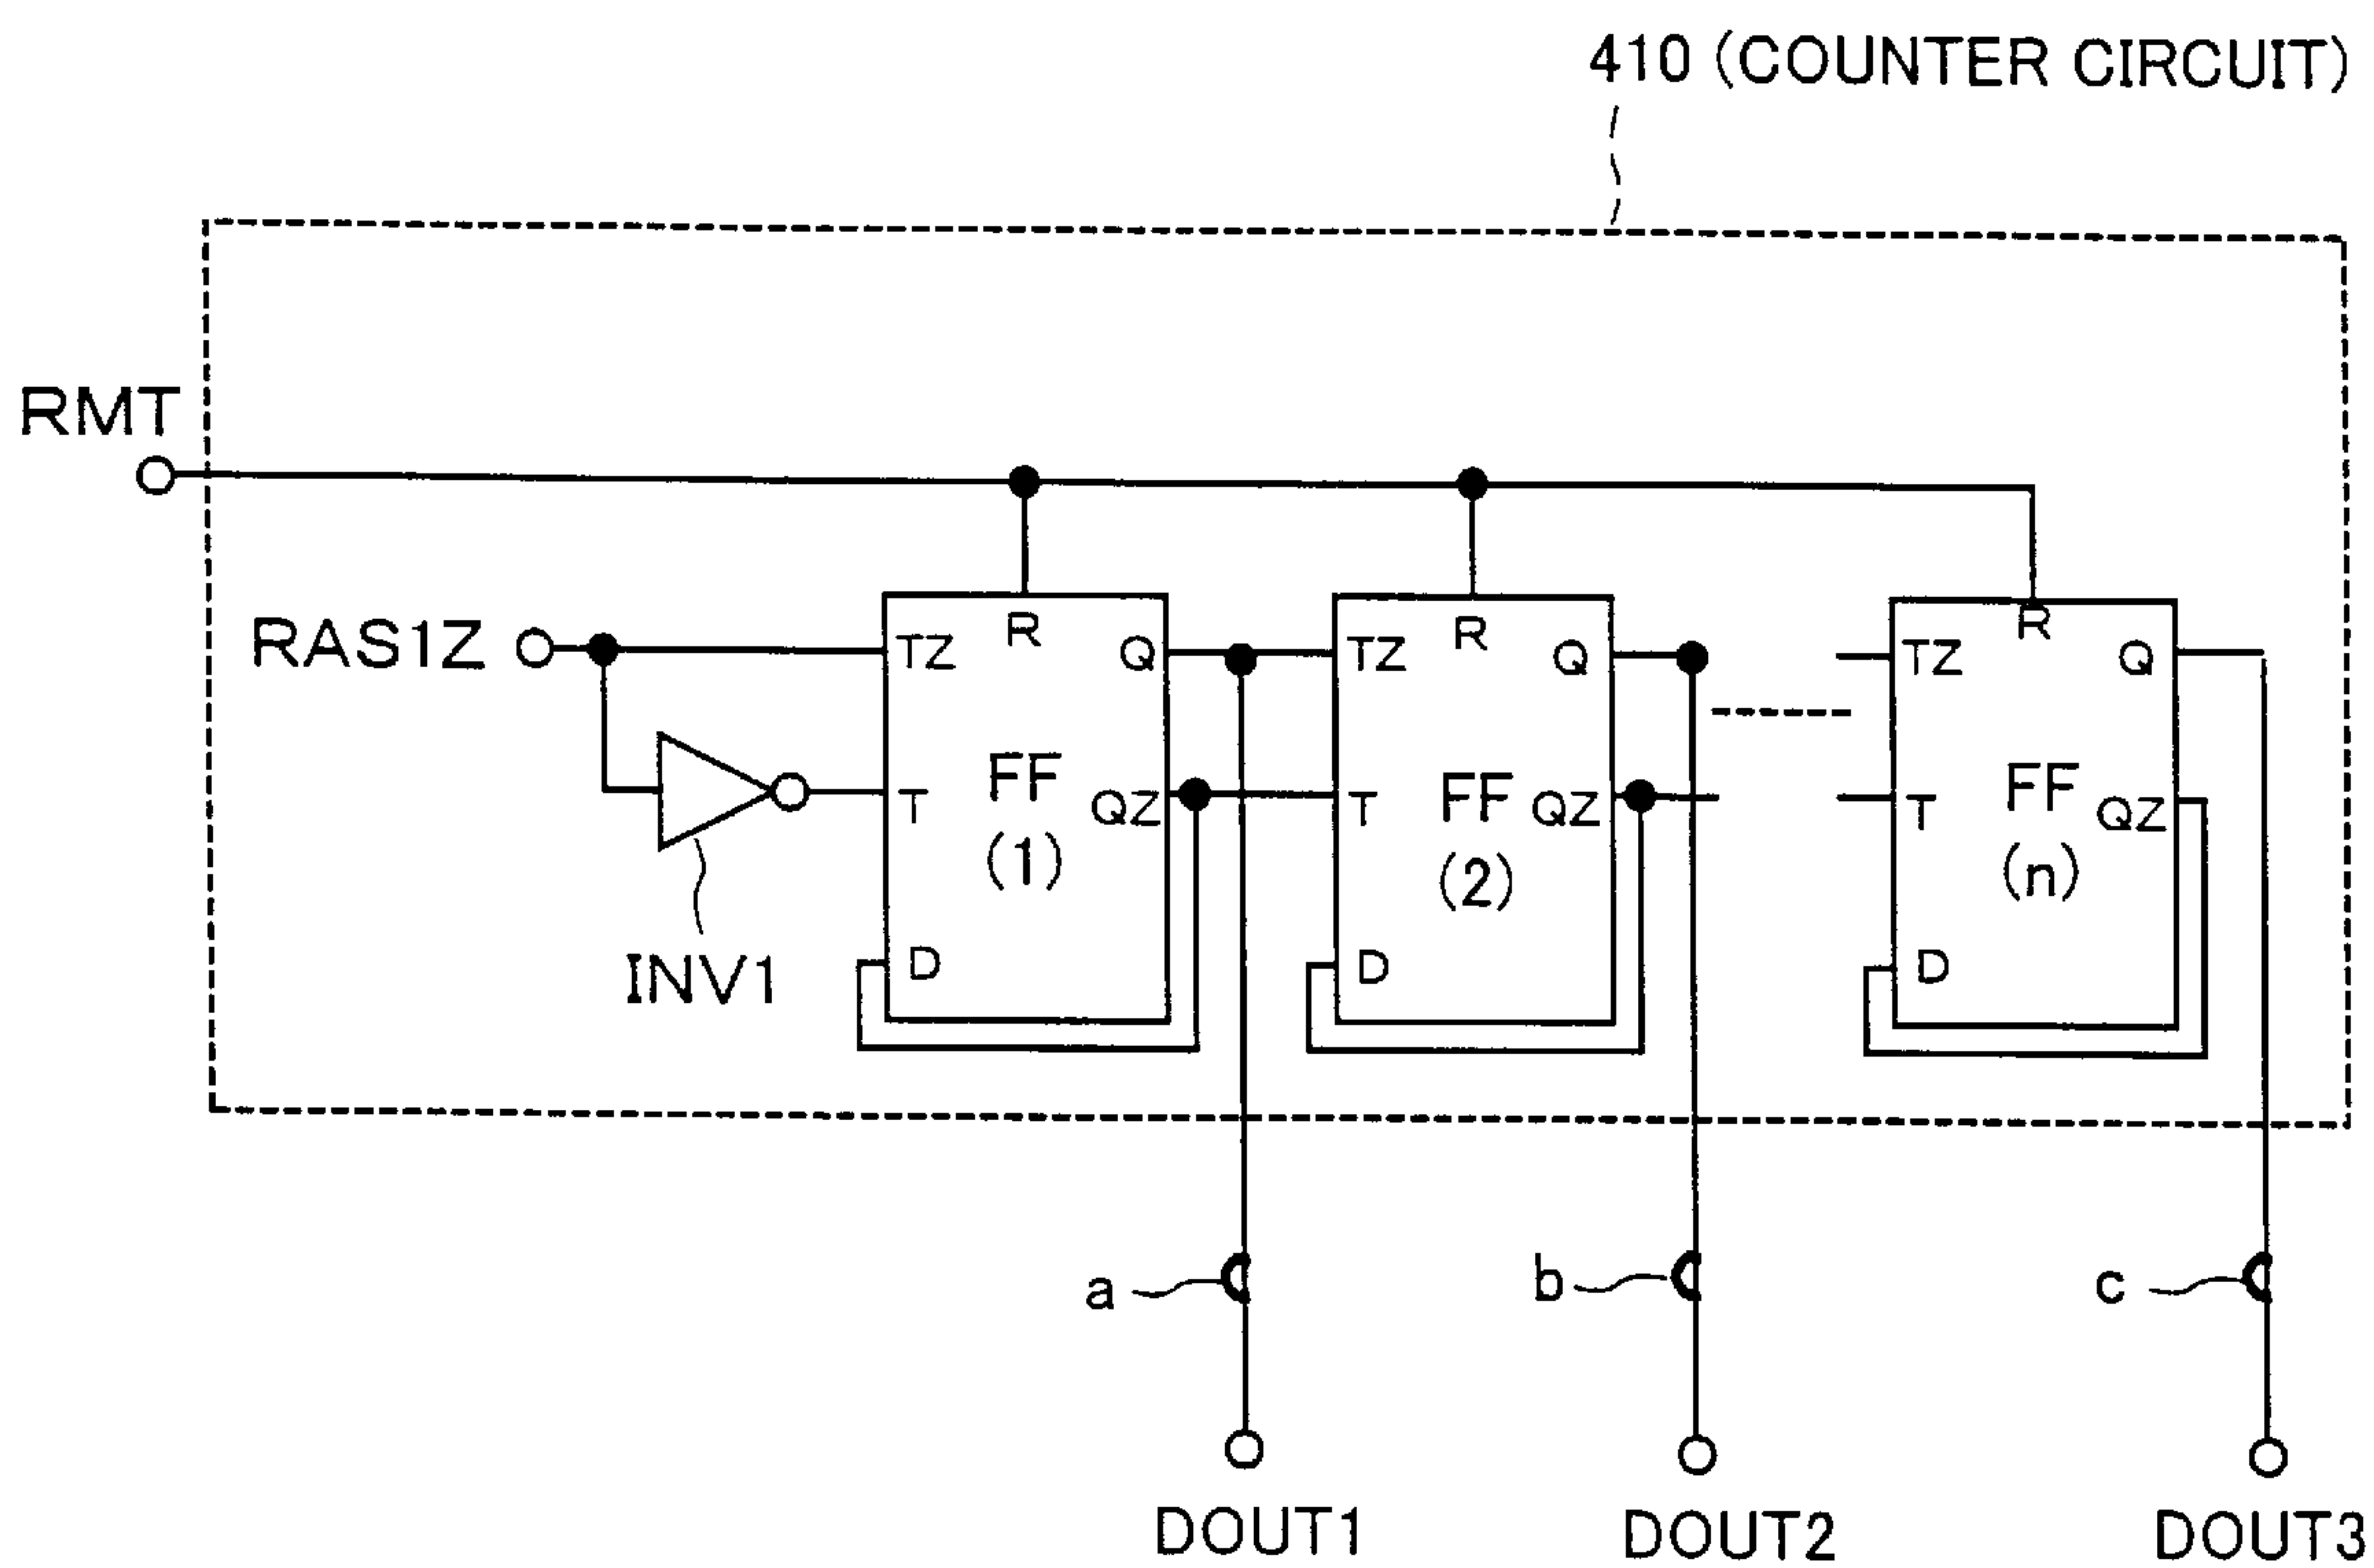 410 (COUNTER CIRCUIT)
RMT
RAS1Z
INV1
TZ
R
Q
T
FF
(1)
QZ
D
TZ
R
Q
T
FF
(2)
QZ
D
TZ
R
Q
T
FF
(n)
QZ
D
a
b
c
DOUT1
DOUT2
DOUT3